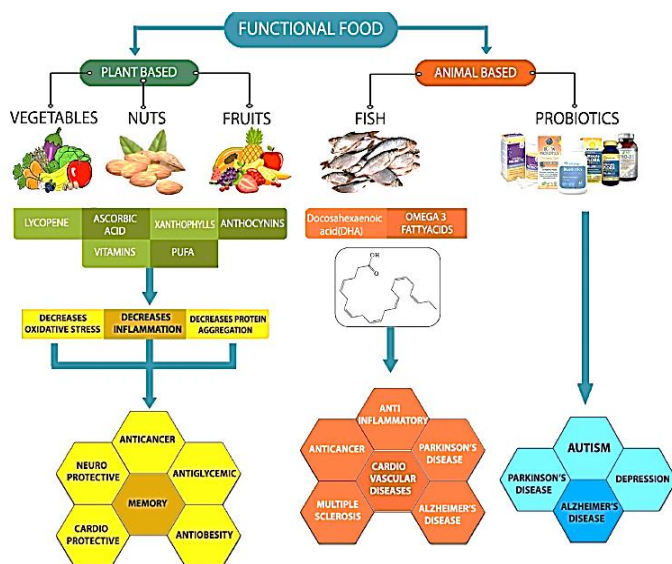 FUNCTIONAL FOOD
PLANT BASED
ANIMAL BASED
VEGETABLES
NUTS
FRUITS
FISH
PROBIOTICS
LYCOPENE
ASCORBIC
ACID
XANTHOPHYLLS
ANTHOCYNINS
VITAMINS
PUFA
Docosahexaenoic
acid(DHA)
OMEGA 3
FATTYACIDS
OH
O
DECREASES
OXIDATIVE STRESS
DECREASES
INFLAMMATION
DECREASES PROTEIN
AGGREGATION
ANTICANCER
NEURO
PROTECTIVE
ANTIGLYCEMIC
MEMORY
CARDIO
PROTECTIVE
ANTIOBESITY
ANTI
INFLAMMATORY
ANTICANCER
PARKINSON'S
DISEASE
CARDIO
VASCULAR
DISEASES
MULTIPLE
SCLEROSIS
ALZHEIMER'S
DISEASE
AUTISM
PARKINSON'S
DISEASE
DEPRESSION
ALZHEIMER'S
DISEASE